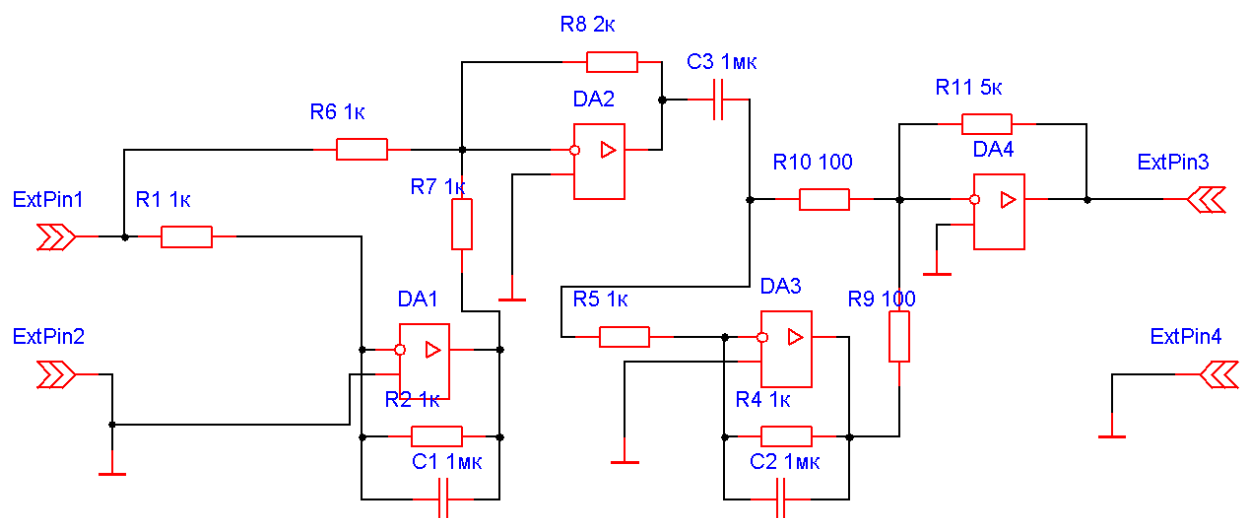 R8 2к
C3 1мк
R11 5к
DA2
R6 1к
DA4
R10 100
ExtPin3
R7 1к
ExtPin1
R1 1к
DA1
R5 1к
DA3
R9 100
ExtPin2
ExtPin4
R2 1к
R4 1к
C1 1мк
C2 1мк